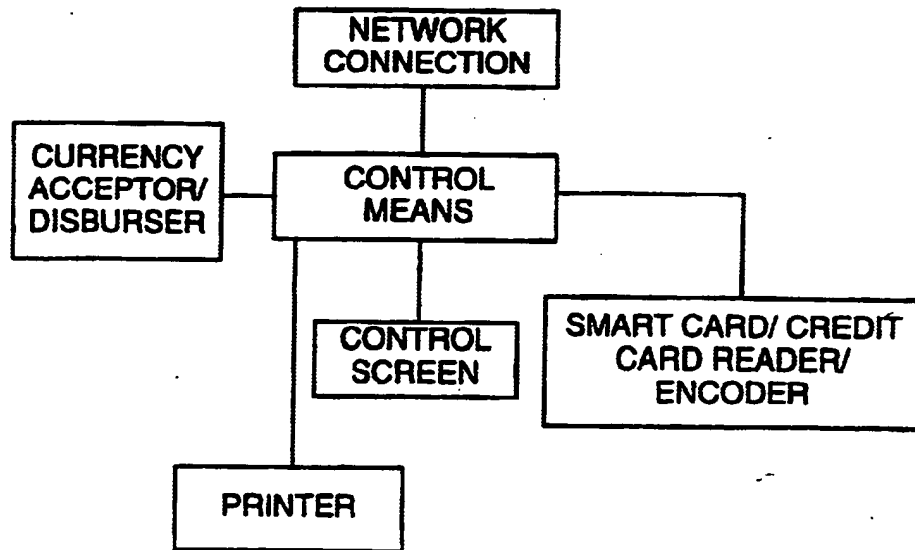 NETWORK
CONNECTION
CURRENCY
ACCEPTOR/
DISBURSER
CONTROL
MEANS
CONTROL
SCREEN
SMART CARD/ CREDIT
CARD READER/
ENCODER
PRINTER